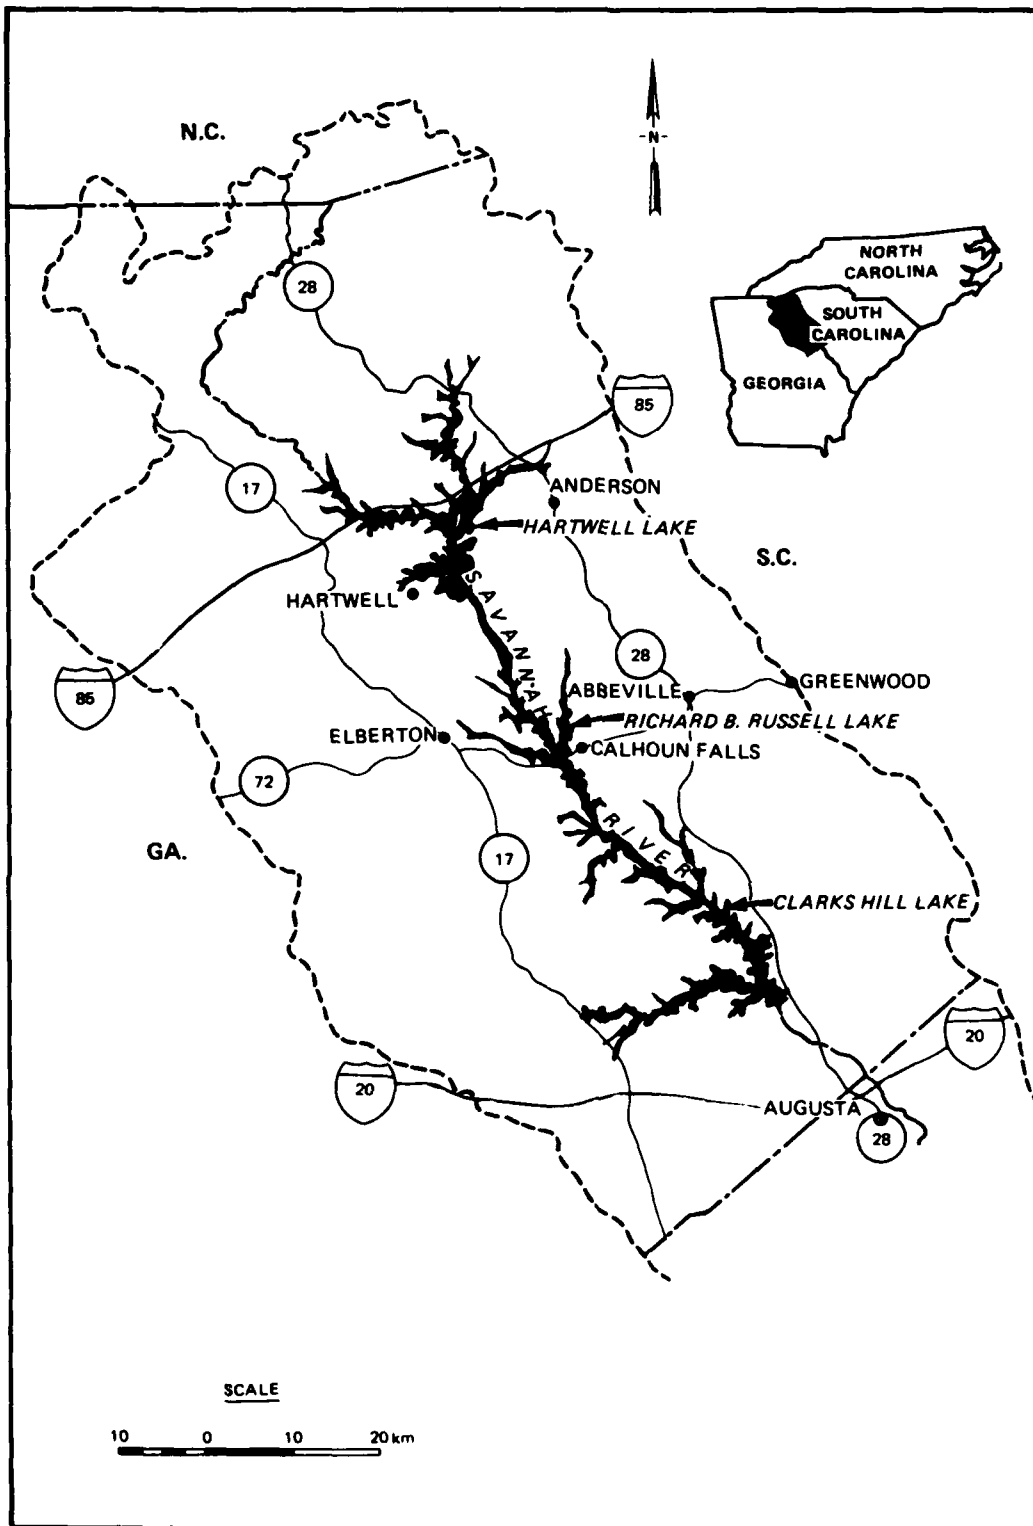 N.C.
-N-
NORTH
CAROLINA
SOUTH
CAROLINA
GEORGIA
28
85
17
ANDERSON
HARTWELL LAKE
S.C.
SAVANNAH
HARTWELL
28
85
ABBEVILLE
GREENWOOD
RICHARD B. RUSSELL LAKE
ELBERTON
CALHOUN FALLS
72
RIVER
GA.
17
CLARKS HILL LAKE
20
20
AUGUSTA
28
SCALE
10 0 10 20 km